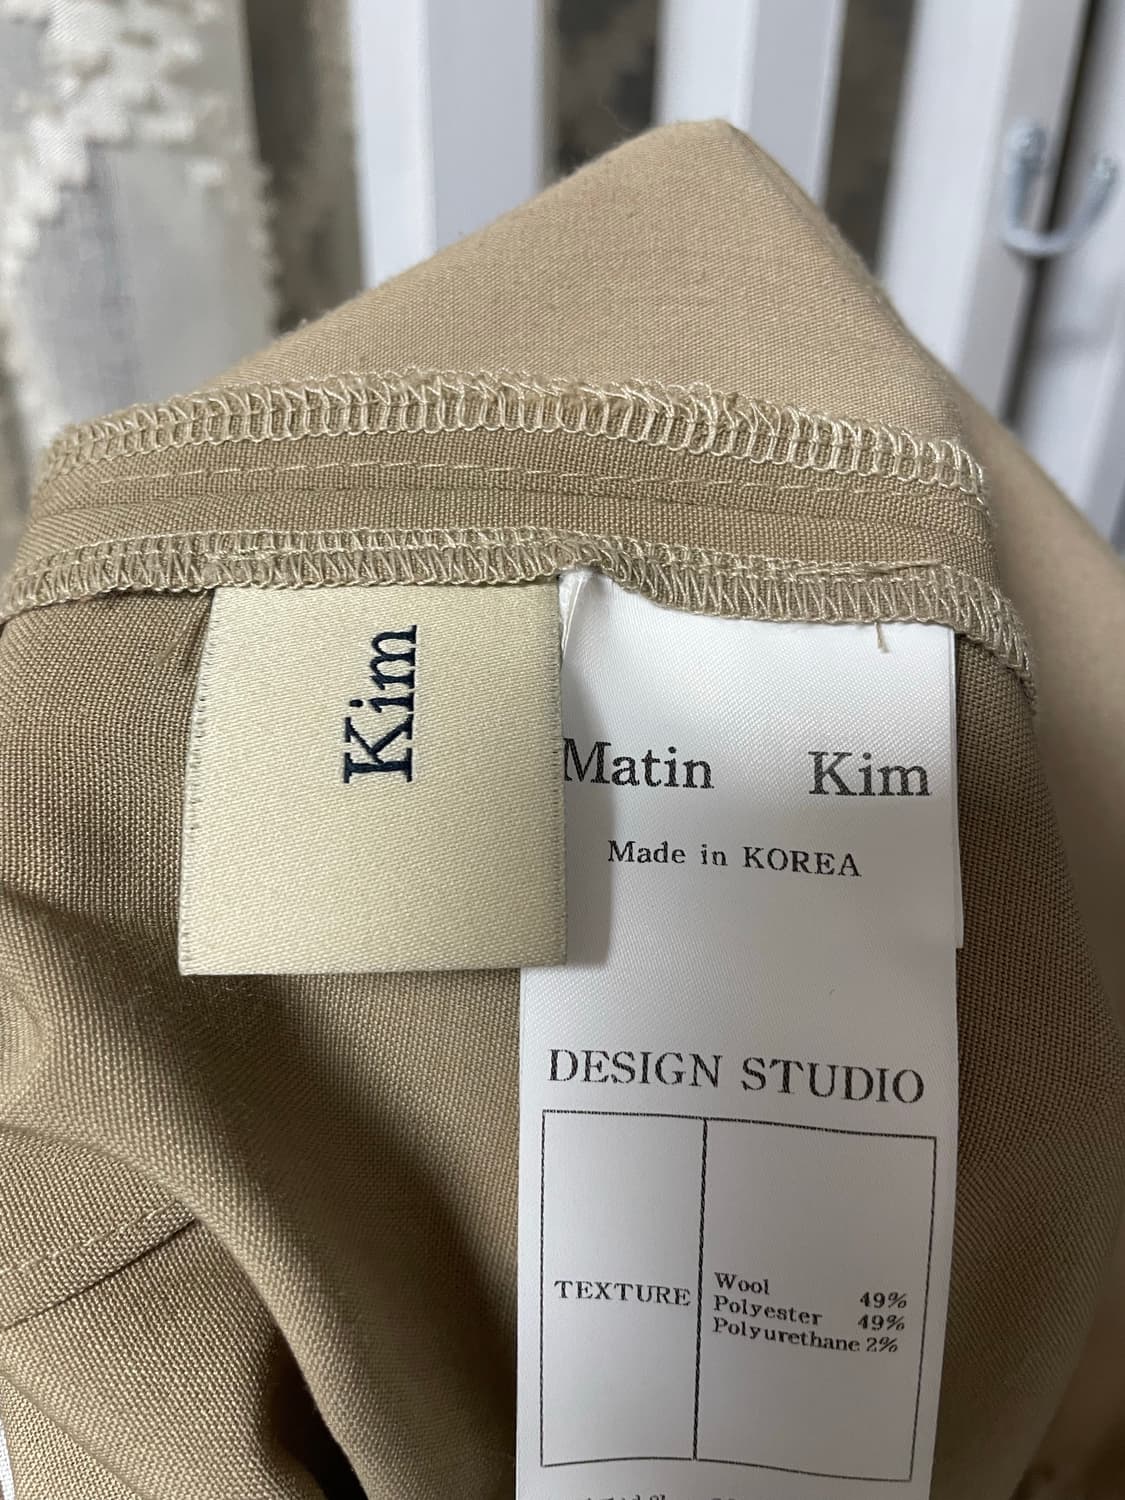 Kim
Matin Kim
Made in KOREA
DESIGN STUDIO
TEXTURE
Wool 49%
Polyester 49%
Polyurethane 2%